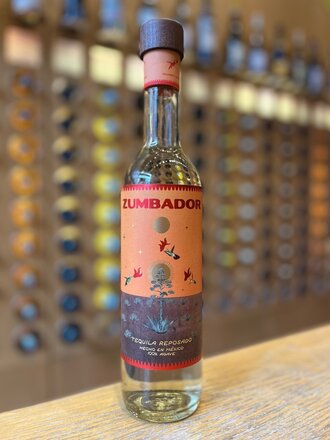 ZUMBADOR
TEQUILA REPOSADO
HECHO EN MÉXICO
100% AGAVE